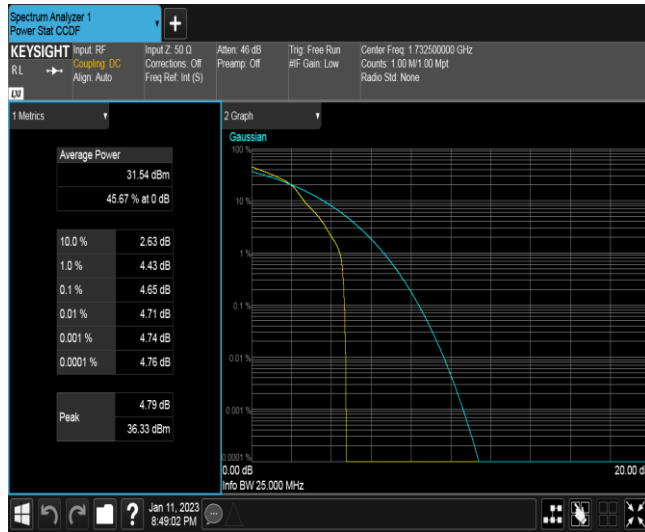 Spectrum Analyzer 1
Power Stat CCDF
+
KEYSIGHT
Input: RF
Input Z: 50 Ω
Atten: 46 dB
Trig: Free Run
Center Freq: 1.732500000 GHz
R L
Coupling: DC
Corrections: Off
Preamp: Off
#IF Gain: Low
Counts: 1.00 M/1.00 Mpt
Align: Auto
Freq Ref: Int (S)
Radio Std: None
LXI
1 Metrics
2 Graph
Average Power
31.54 dBm
45.67 % at 0 dB
10.0 % 2.63 dB
1.0 % 4.43 dB
0.1 % 4.65 dB
0.01 % 4.71 dB
0.001 % 4.74 dB
0.0001 % 4.76 dB
Peak
4.79 dB
36.33 dBm
Gaussian
100 %
10 %
1 %
0.1 %
0.01 %
0.001 %
0.0001 %
0.00 dB
20.00 d
Info BW 25.000 MHz
?
Jan 11, 2023
8:49:02 PM